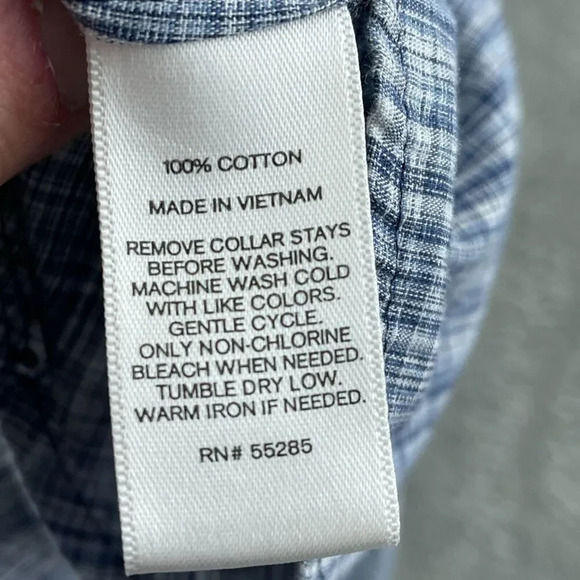 100% COTTON
MADE IN VIETNAM
REMOVE COLLAR STAYS
BEFORE WASHING.
MACHINE WASH COLD
WITH LIKE COLORS.
GENTLE CYCLE.
ONLY NON-CHLORINE
BLEACH WHEN NEEDED.
TUMBLE DRY LOW.
WARM IRON IF NEEDED.
RN# 55285